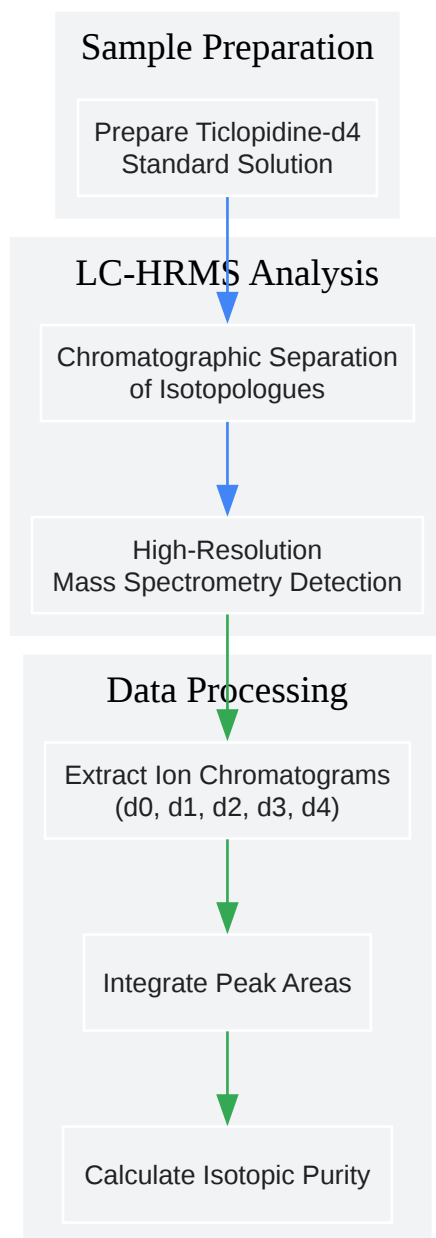 Sample Preparation
Prepare Ticlopidine-d4
Standard Solution
LC-HRMS Analysis
Chromatographic Separation
of Isotopologues
High-Resolution
Mass Spectrometry Detection
Data Processing
Extract Ion Chromatograms
(d0, d1, d2, d3, d4)
Integrate Peak Areas
Calculate Isotopic Purity